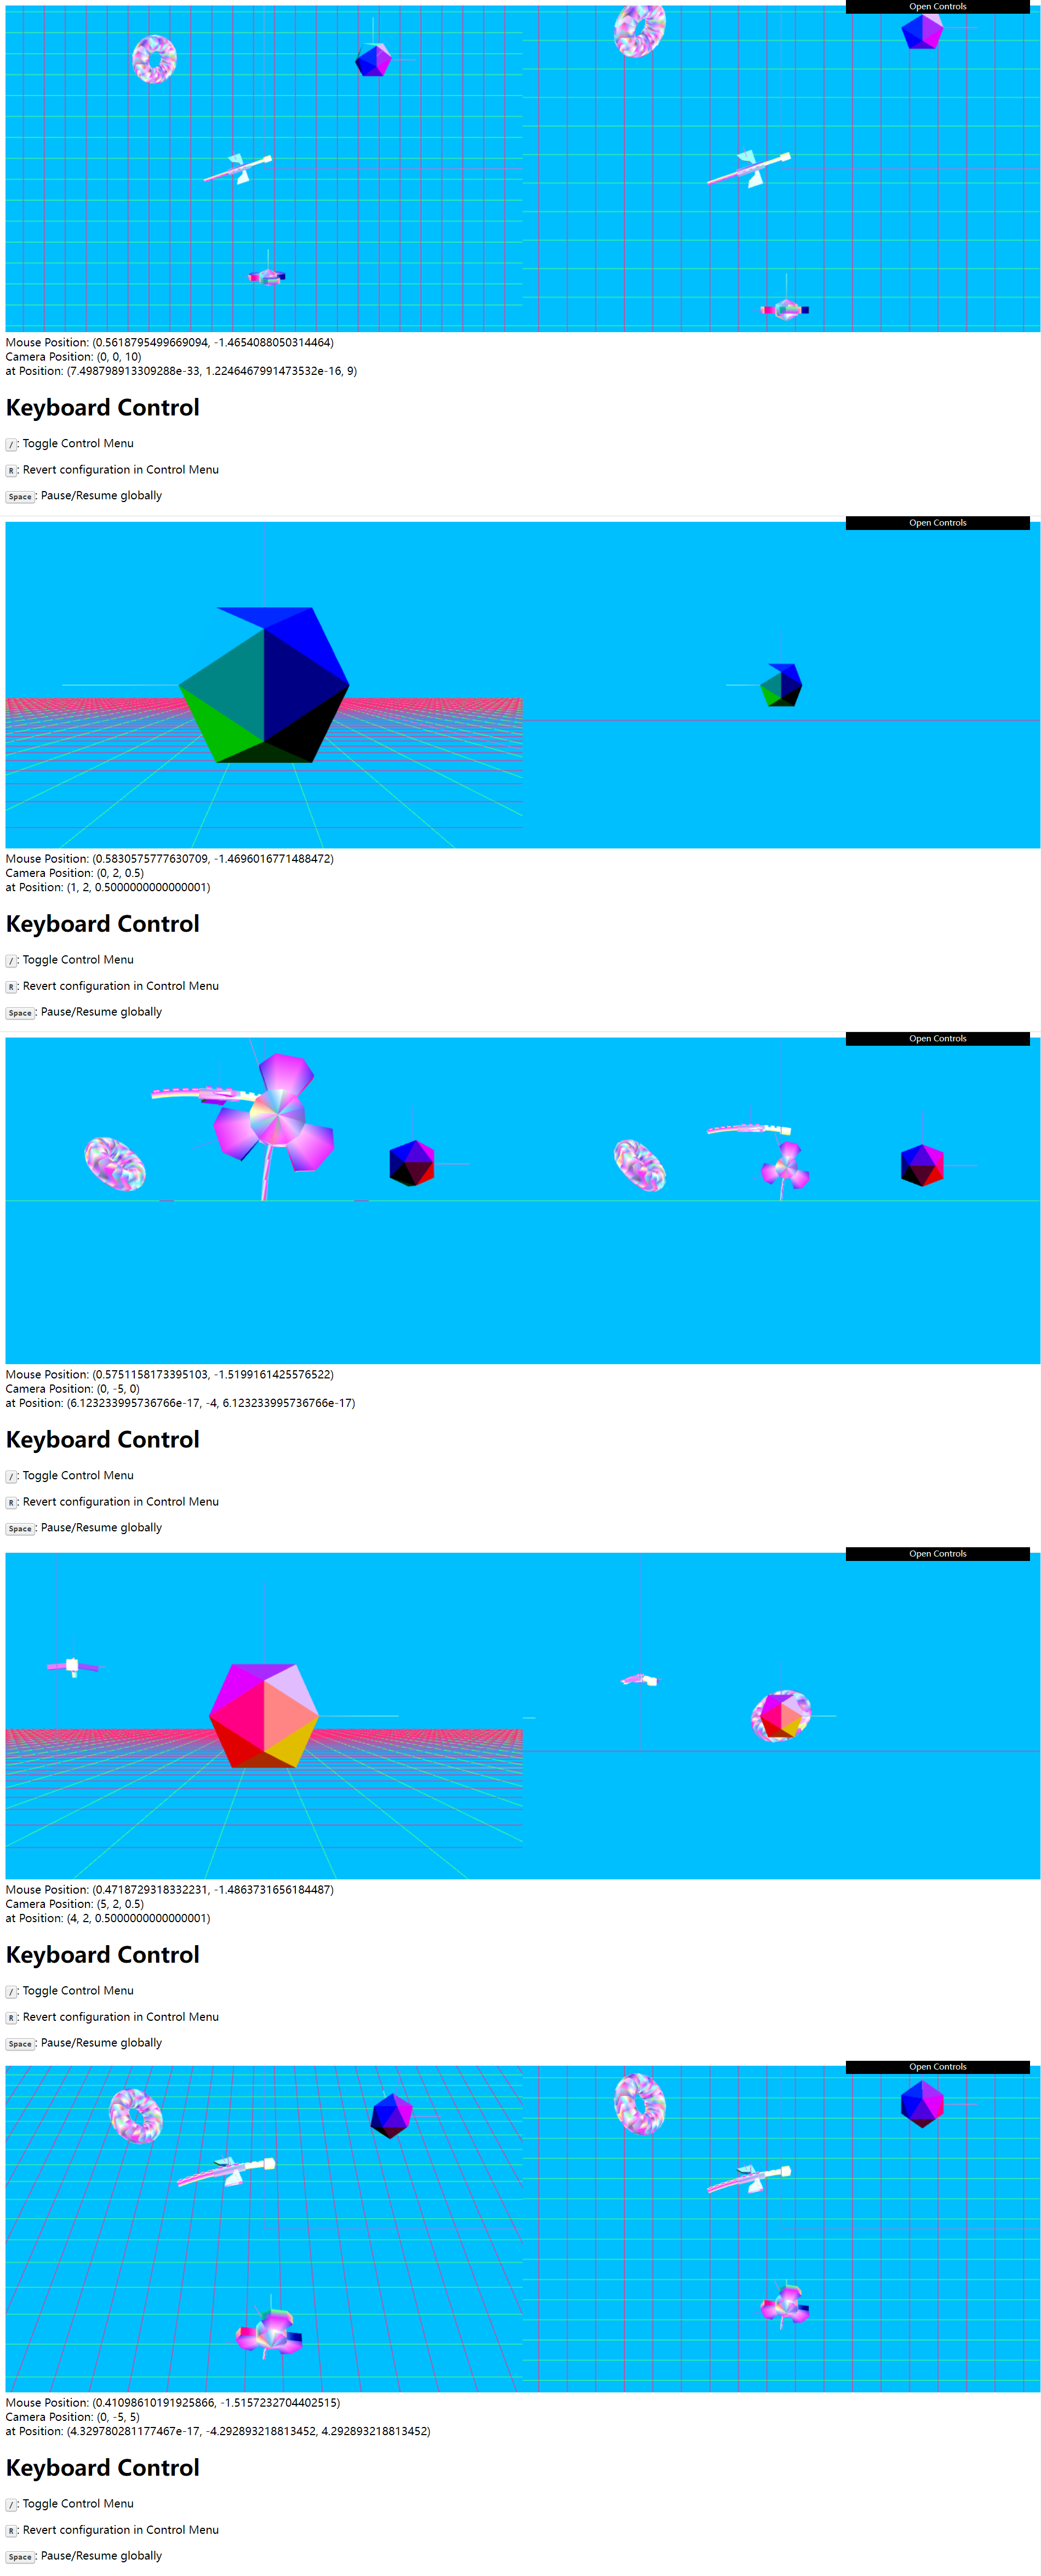 Open Controls
Mouse Position: (0.5618795499669094, -1.4654088050314464)
Camera Position: (0, 0, 10)
at Position: (7.498798913309288e-33, 1.2246467991473532e-16, 9)
Keyboard Control
/: Toggle Control Menu
R: Revert configuration in Control Menu
Space: Pause/Resume globally
Open Controls
Mouse Position: (0.5830575777630709, -1.4696016771488472)
Camera Position: (0, 2, 0.5)
at Position: (1, 2, 0.5000000000000001)
Keyboard Control
/: Toggle Control Menu
R: Revert configuration in Control Menu
Space: Pause/Resume globally
Open Controls
Mouse Position: (0.5751158173395103, -1.5199161425576522)
Camera Position: (0, -5, 0)
at Position: (6.123233995736766e-17, -4, 6.123233995736766e-17)
Keyboard Control
/: Toggle Control Menu
R: Revert configuration in Control Menu
Space: Pause/Resume globally
Open Controls
Mouse Position: (0.4718729318332231, -1.4863731656184487)
Camera Position: (5, 2, 0.5)
at Position: (4, 2, 0.5000000000000001)
Keyboard Control
/: Toggle Control Menu
R: Revert configuration in Control Menu
Space: Pause/Resume globally
Open Controls
Mouse Position: (0.41098610191925866, -1.5157232704402515)
Camera Position: (0, -5, 5)
at Position: (4.329780281177467e-17, -4.292893218813452, 4.292893218813452)
Keyboard Control
/: Toggle Control Menu
R: Revert configuration in Control Menu
Space: Pause/Resume globally